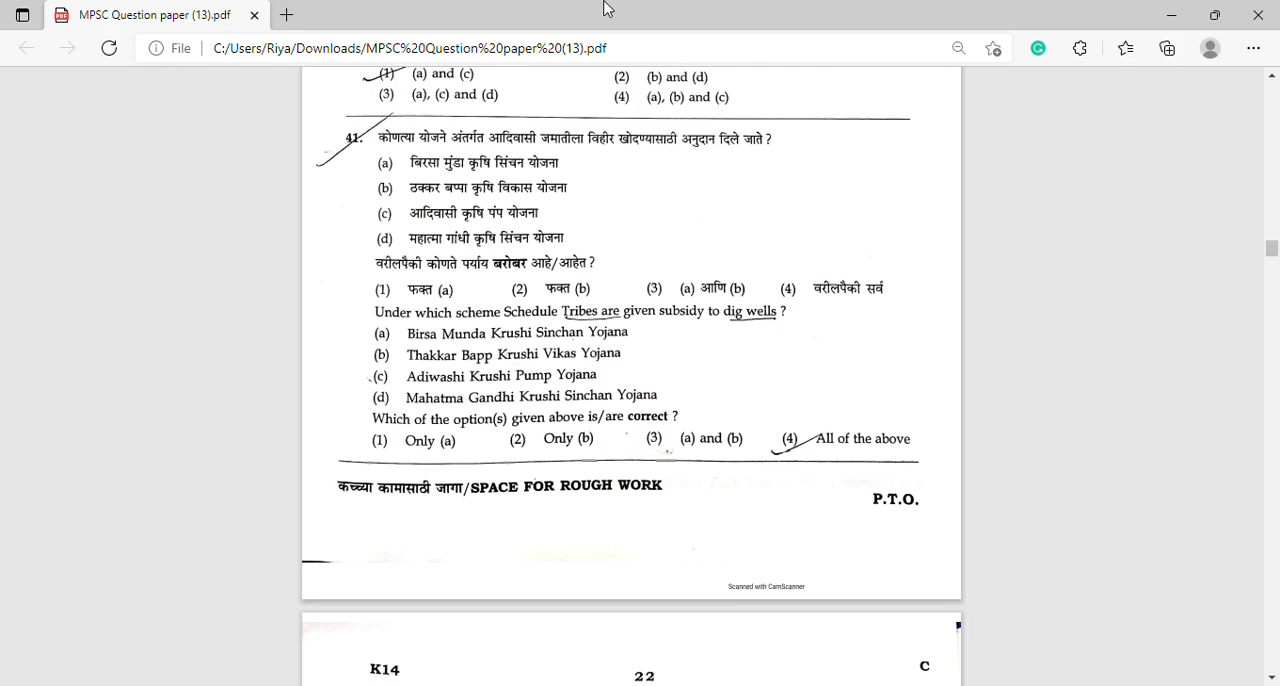 MPSC Question paper (13).pdf
File C:/Users/Riya/Downloads/MPSC%20Question%20paper%20(13).pdf
(1) (a) and (c) (2) (b) and (d)
(3) (a), (c) and (d) (4) (a), (b) and (c)
41. कोणत्या योजने अंतर्गत आदिवासी जमातीला विहीर खोदण्यासाठी अनुदान दिले जाते ?
(a) बिरसा मुंडा कृषि सिंचन योजना
(b) ठक्कर बप्पा कृषि विकास योजना
(c) आदिवासी कृषि पंप योजना
(d) महात्मा गांधी कृषि सिंचन योजना
वरीलपैकी कोणते पर्याय बरोबर आहे/आहेत ?
(1) फक्त (a) (2) फक्त (b) (3) (a) आणि (b) (4) वरीलपैकी सर्व
Under which scheme Schedule Tribes are given subsidy to dig wells ?
(a) Birsa Munda Krushi Sinchan Yojana
(b) Thakkar Bapp Krushi Vikas Yojana
(c) Adiwashi Krushi Pump Yojana
(d) Mahatma Gandhi Krushi Sinchan Yojana
Which of the option(s) given above is/are correct ?
(1) Only (a) (2) Only (b) (3) (a) and (b) (4) All of the above
कच्च्या कामासाठी जागा/SPACE FOR ROUGH WORK
P.T.O.
Scanned with CamScanner
K14 22 C